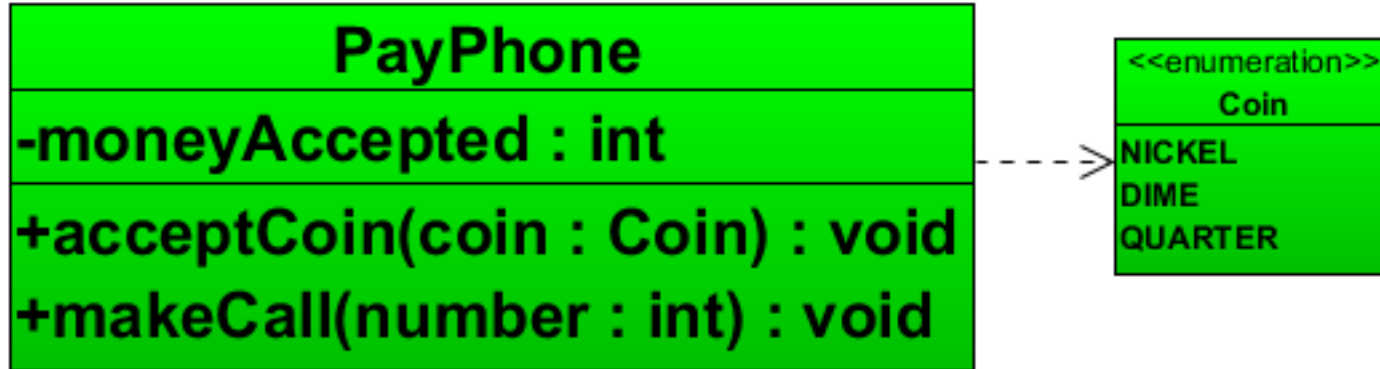 PayPhone
-moneyAccepted : int
+acceptCoin(coin : Coin) : void
+makeCall(number : int) : void
<<enumeration>>
Coin
NICKEL
DIME
QUARTER